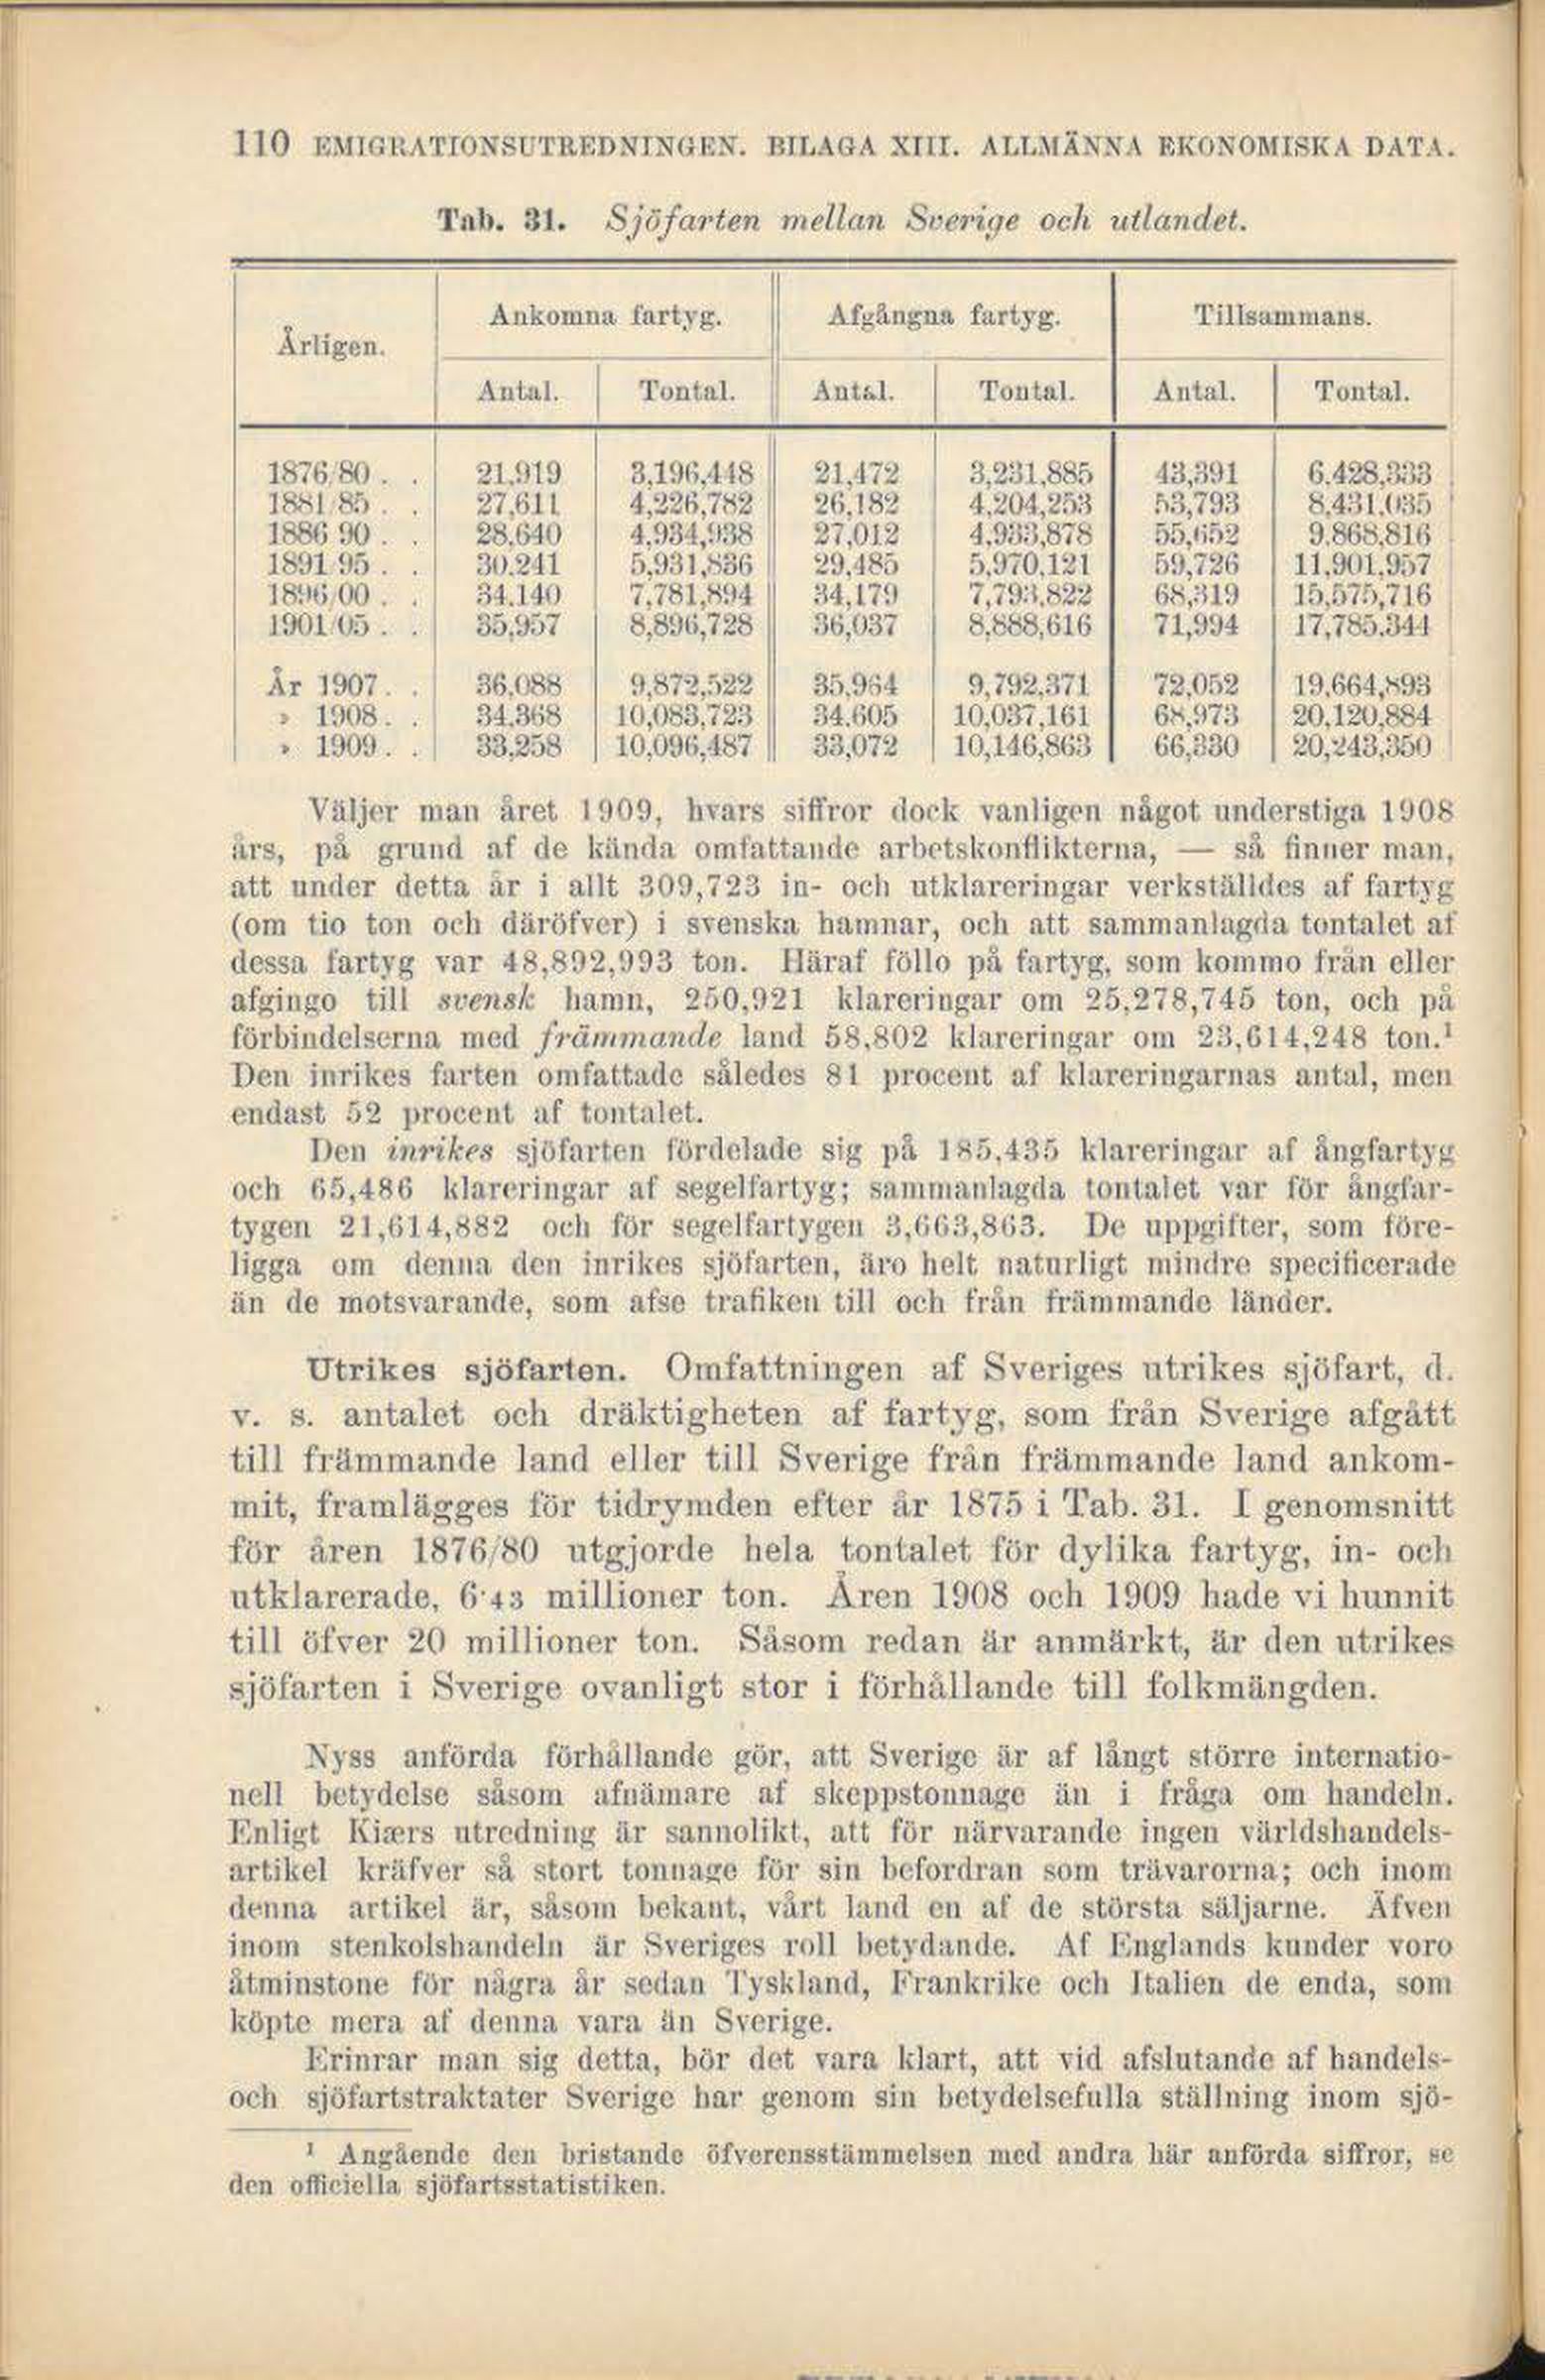 110 EMIGRATIONSUTREDNINGEN. BILAGA XIII. ALLMÄNNA EKONOMISKA DATA.
Tab. 31. Sjöfarten mellan Sverige och utlandet.
Årligen. Ankomna fartyg. Afgångna fartyg. Tillsammans.
Antal. Tontal. Antal. Tontal. Antal. Tontal.
1876/80 . . 21,919 3,196,448 21,472 3,231,885 43,391 6,428,333
1881/85 . . 27,611 4,226,782 26,182 4,204,253 53,793 8,431,035
1886/90 . . 28,640 4,934,938 27,012 4,933,878 55,652 9,868,816
1891/95 . . 30,241 5,931,836 29,485 5,970,121 59,726 11,901,957
1896/00 . . 34,140 7,781,894 34,179 7,793,822 68,319 15,575,716
1901/05 . . 35,957 8,896,728 36,037 8,888,616 71,994 17,785,344
År 1907. . 36,088 9,872,522 35,964 9,792,371 72,052 19,664,893
» 1908. . 34,368 10,083,723 34,605 10,037,161 68,973 20,120,884
» 1909. . 33,258 10,096,487 33,072 10,146,863 66,330 20,243,350
Väljer man året 1909, hvars siffror dock vanligen något understiga 1908
års, på grund af de kända omfattande arbetskonflikterna, — så finner man,
att under detta år i allt 309,723 in- och utklareringar verkställdes af fartyg
(om tio ton och däröfver) i svenska hamnar, och att sammanlagda tontalet af
dessa fartyg var 48,892,993 ton. Häraf föllo på fartyg, som kommo från eller
afgingo till svensk hamn, 250,921 klareringar om 25,278,745 ton, och på
förbindelserna med främmande land 58,802 klareringar om 23,614,248 ton.¹
Den inrikes farten omfattade således 81 procent af klareringarnas antal, men
endast 52 procent af tontalet.
Den inrikes sjöfarten fördelade sig på 185,435 klareringar af ångfartyg
och 65,486 klareringar af segelfartyg; sammanlagda tontalet var för ångfar-
tygen 21,614,882 och för segelfartygen 3,663,863. De uppgifter, som före-
ligga om denna den inrikes sjöfarten, äro helt naturligt mindre specificerade
än de motsvarande, som afse trafiken till och från främmande länder.
Utrikes sjöfarten. Omfattningen af Sveriges utrikes sjöfart, d.
v. s. antalet och dräktigheten af fartyg, som från Sverige afgått
till främmande land eller till Sverige från främmande land ankom-
mit, framlägges för tidrymden efter år 1875 i Tab. 31. I genomsnitt
för åren 1876/80 utgjorde hela tontalet för dylika fartyg, in- och
utklarerade, 6·43 millioner ton. Åren 1908 och 1909 hade vi hunnit
till öfver 20 millioner ton. Såsom redan är anmärkt, är den utrikes
sjöfarten i Sverige ovanligt stor i förhållande till folkmängden.
Nyss anförda förhållande gör, att Sverige är af långt större internatio-
nell betydelse såsom afnämare af skeppstonnage än i fråga om handeln.
Enligt Kiærs utredning är sannolikt, att för närvarande ingen världshandels-
artikel kräfver så stort tonnage för sin befordran som trävarorna; och inom
denna artikel är, såsom bekant, vårt land en af de största säljarne. Äfven
inom stenkolshandeln är Sveriges roll betydande. Af Englands kunder voro
åtminstone för några år sedan Tyskland, Frankrike och Italien de enda, som
köpte mera af denna vara än Sverige.
Erinrar man sig detta, bör det vara klart, att vid afslutande af handels-
och sjöfartstraktater Sverige har genom sin betydelsefulla ställning inom sjö-
¹ Angående den bristande öfverensstämmelsen med andra här anförda siffror, se
den officiella sjöfartsstatistiken.